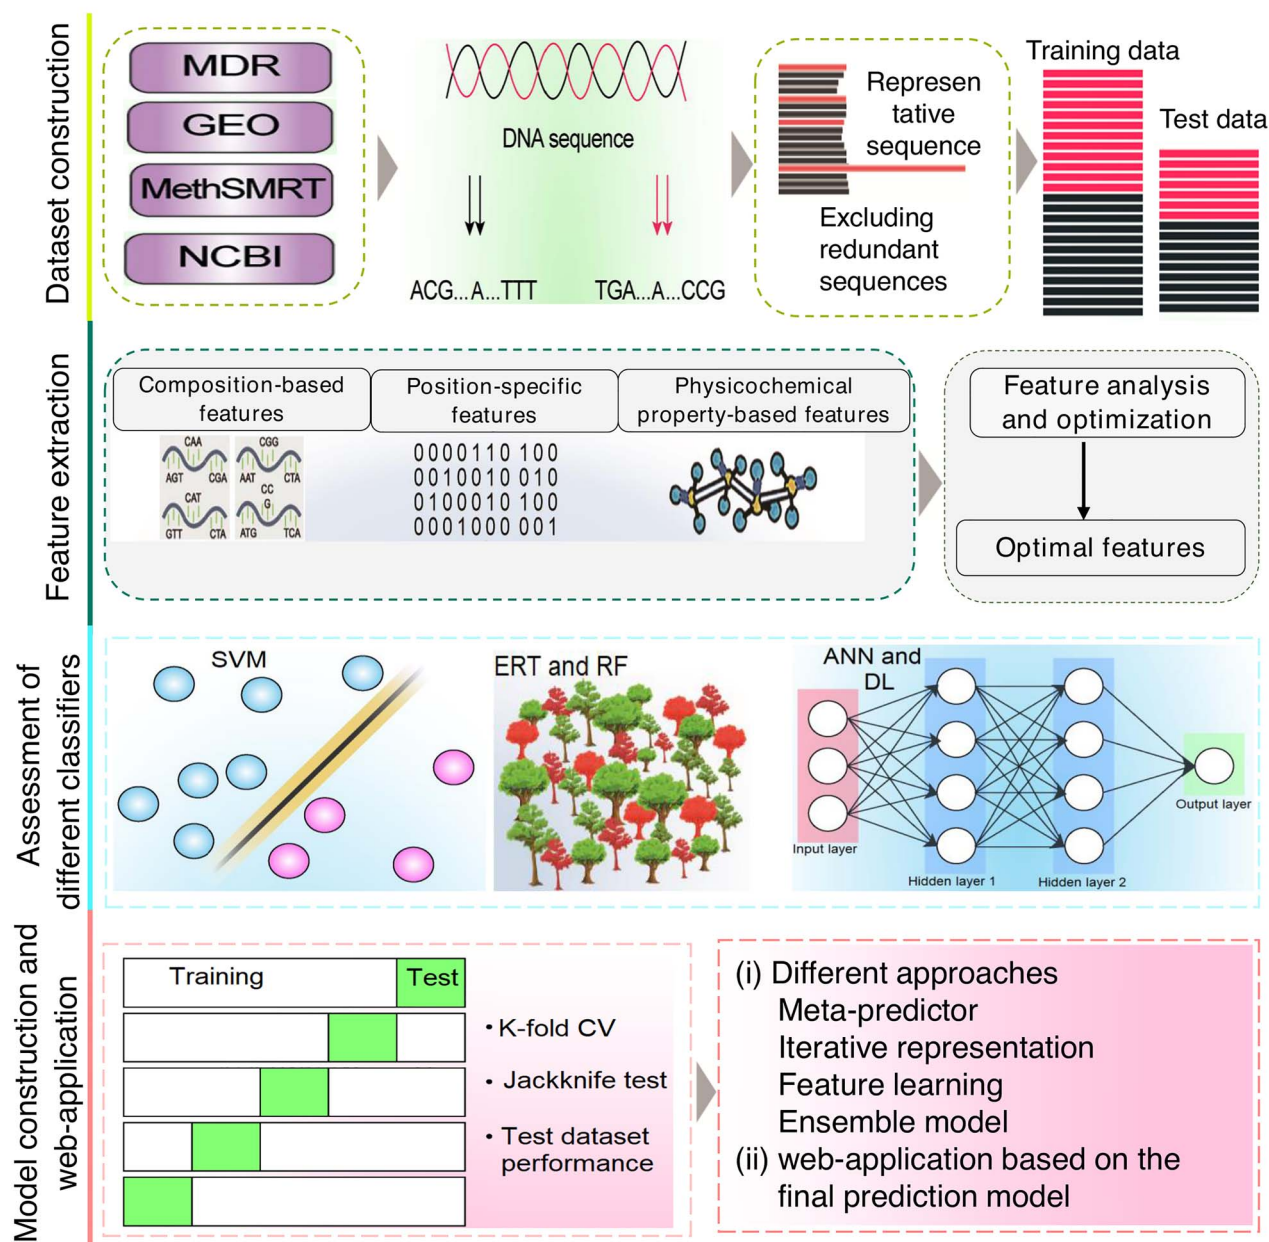 Dataset construction
MDR
GEO
MethSMRT
NCBI
DNA sequence
ACG...A...TTT
TGA...A...CCG
Represen
tative
sequence
Excluding
redundant
sequences
Training data
Test data
Feature extraction
Composition-based
features
Position-specific
features
Physicochemical
property-based features
CAA
AGT
CGA
CGG
AAT
CTA
CAT
GTT
CTA
CC
G
ATG
TCA
0000110 100
0010010 010
0100010 100
0001000 001
Feature analysis
and optimization
Optimal features
Assessment of
different classifiers
SVM
ERT and RF
ANN and
DL
Input layer
Hidden layer 1
Hidden layer 2
Output layer
Model construction and
web-application
Training
Test
• K-fold CV
• Jackknife test
• Test dataset
performance
(i) Different approaches
Meta-predictor
Iterative representation
Feature learning
Ensemble model
(ii) web-application based on the
final prediction model